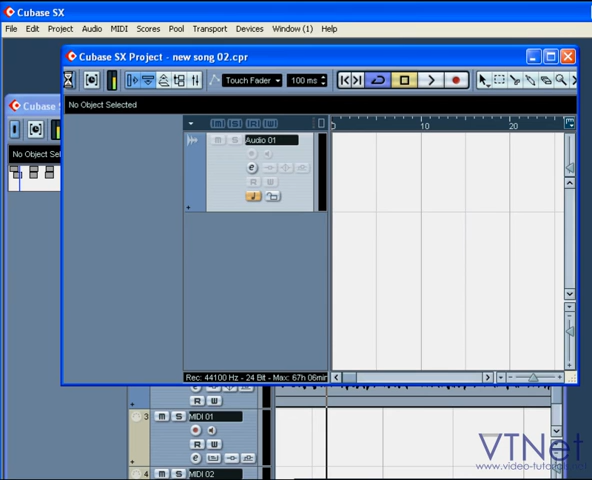 Cubase SX
File Edit Project Audio MIDI Scores Pool Transport Devices Window (1) Help
Cubase SX Project - new song 02.cpr
Touch Fader 100 ms
No Object Selected
Cubase
No Object Sel
M S R W
10 20
M S Audio 01
e
R W
Rec: 44100 Hz - 24 Bit - Max: 67h 06min
e
R W
3 M S MIDI 01
e
R W
4 M S MIDI 02
VTNet
www.video-tutorials.net